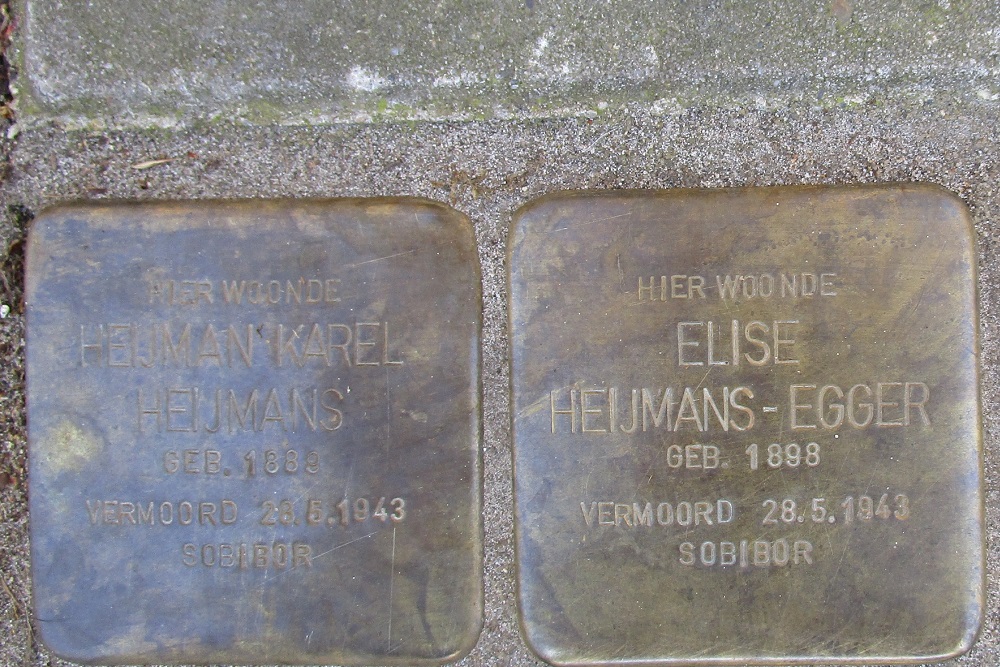 HIER WOONDE
HEIJMAN KAREL
HEIJMANS
GEB. 1889
VERMOORD 28.5.1943
SOBIBOR
HIER WOONDE
ELISE
HEIJMANS-EGGER
GEB. 1898
VERMOORD 28.5.1943
SOBIBOR